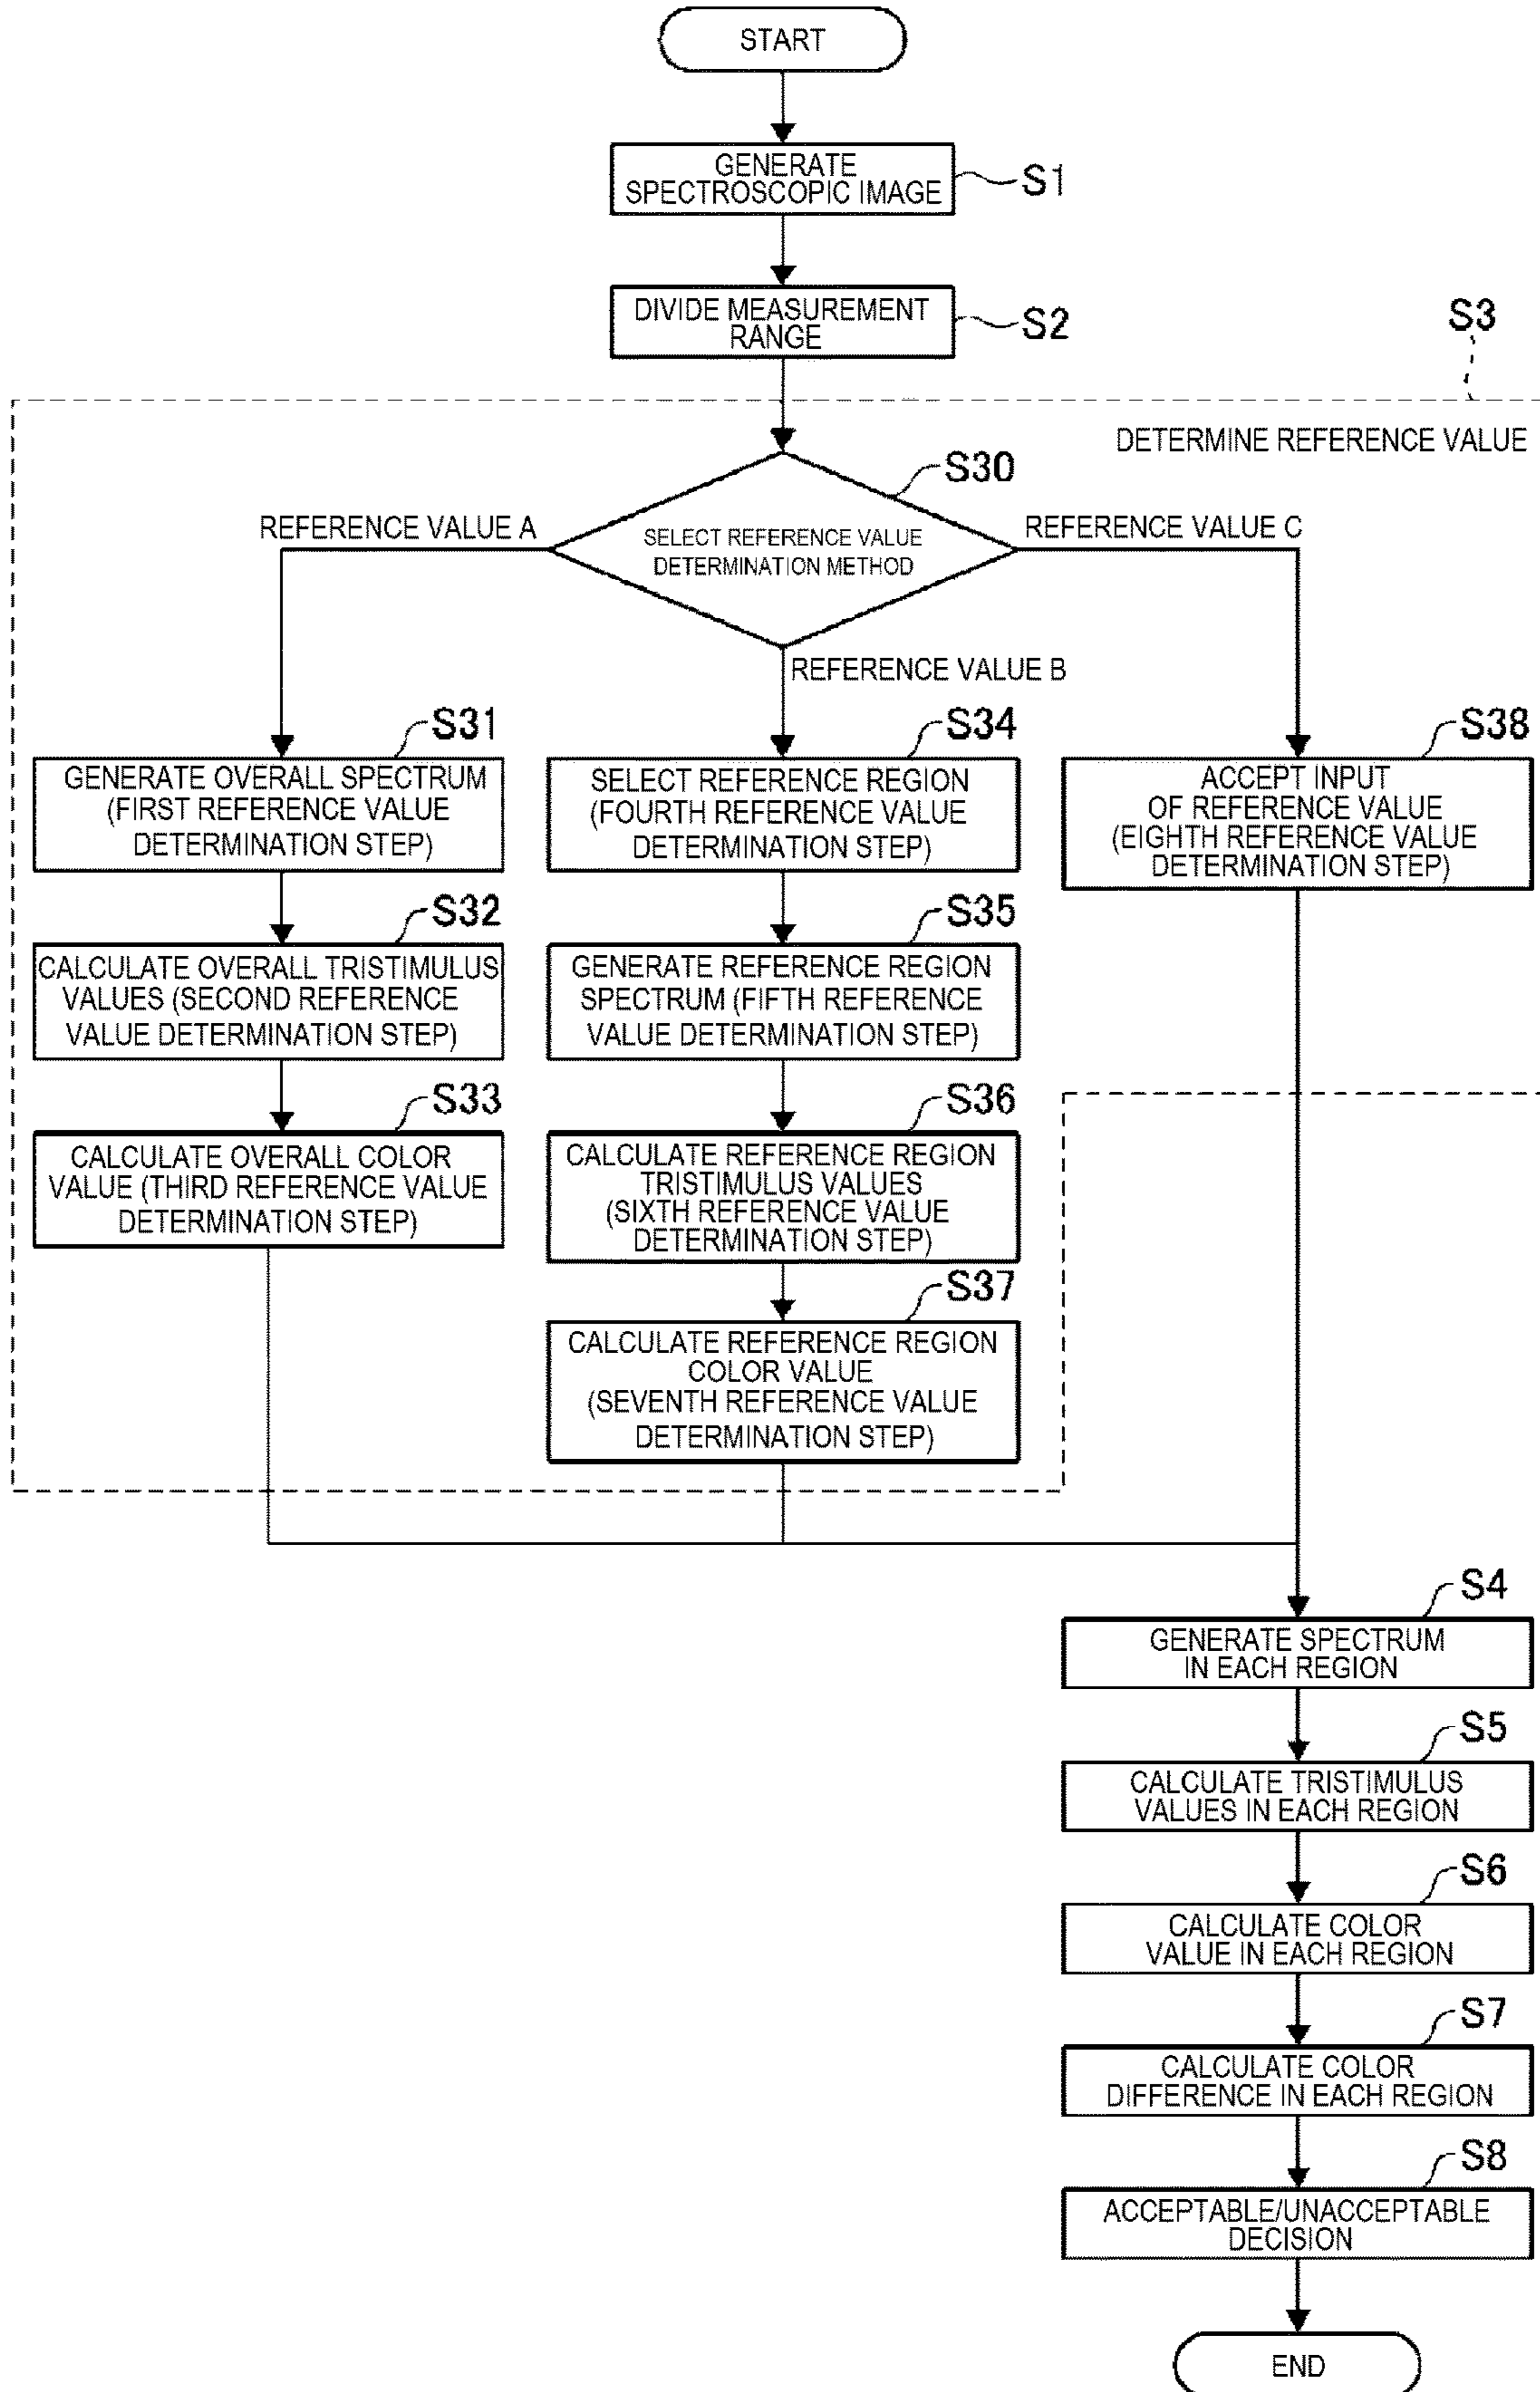 START
GENERATE
SPECTROSCOPIC IMAGE
S1
DIVIDE MEASUREMENT
RANGE
S2
S3
DETERMINE REFERENCE VALUE
S30
SELECT REFERENCE VALUE
DETERMINATION METHOD
REFERENCE VALUE A
REFERENCE VALUE B
REFERENCE VALUE C
S31
GENERATE OVERALL SPECTRUM
(FIRST REFERENCE VALUE
DETERMINATION STEP)
S32
CALCULATE OVERALL TRISTIMULUS
VALUES (SECOND REFERENCE
VALUE DETERMINATION STEP)
S33
CALCULATE OVERALL COLOR
VALUE (THIRD REFERENCE VALUE
DETERMINATION STEP)
S34
SELECT REFERENCE REGION
(FOURTH REFERENCE VALUE
DETERMINATION STEP)
S35
GENERATE REFERENCE REGION
SPECTRUM (FIFTH REFERENCE
VALUE DETERMINATION STEP)
S36
CALCULATE REFERENCE REGION
TRISTIMULUS VALUES
(SIXTH REFERENCE VALUE
DETERMINATION STEP)
S37
CALCULATE REFERENCE REGION
COLOR VALUE
(SEVENTH REFERENCE VALUE
DETERMINATION STEP)
S38
ACCEPT INPUT
OF REFERENCE VALUE
(EIGHTH REFERENCE VALUE
DETERMINATION STEP)
S4
GENERATE SPECTRUM
IN EACH REGION
S5
CALCULATE TRISTIMULUS
VALUES IN EACH REGION
S6
CALCULATE COLOR
VALUE IN EACH REGION
S7
CALCULATE COLOR
DIFFERENCE IN EACH REGION
S8
ACCEPTABLE/UNACCEPTABLE
DECISION
END